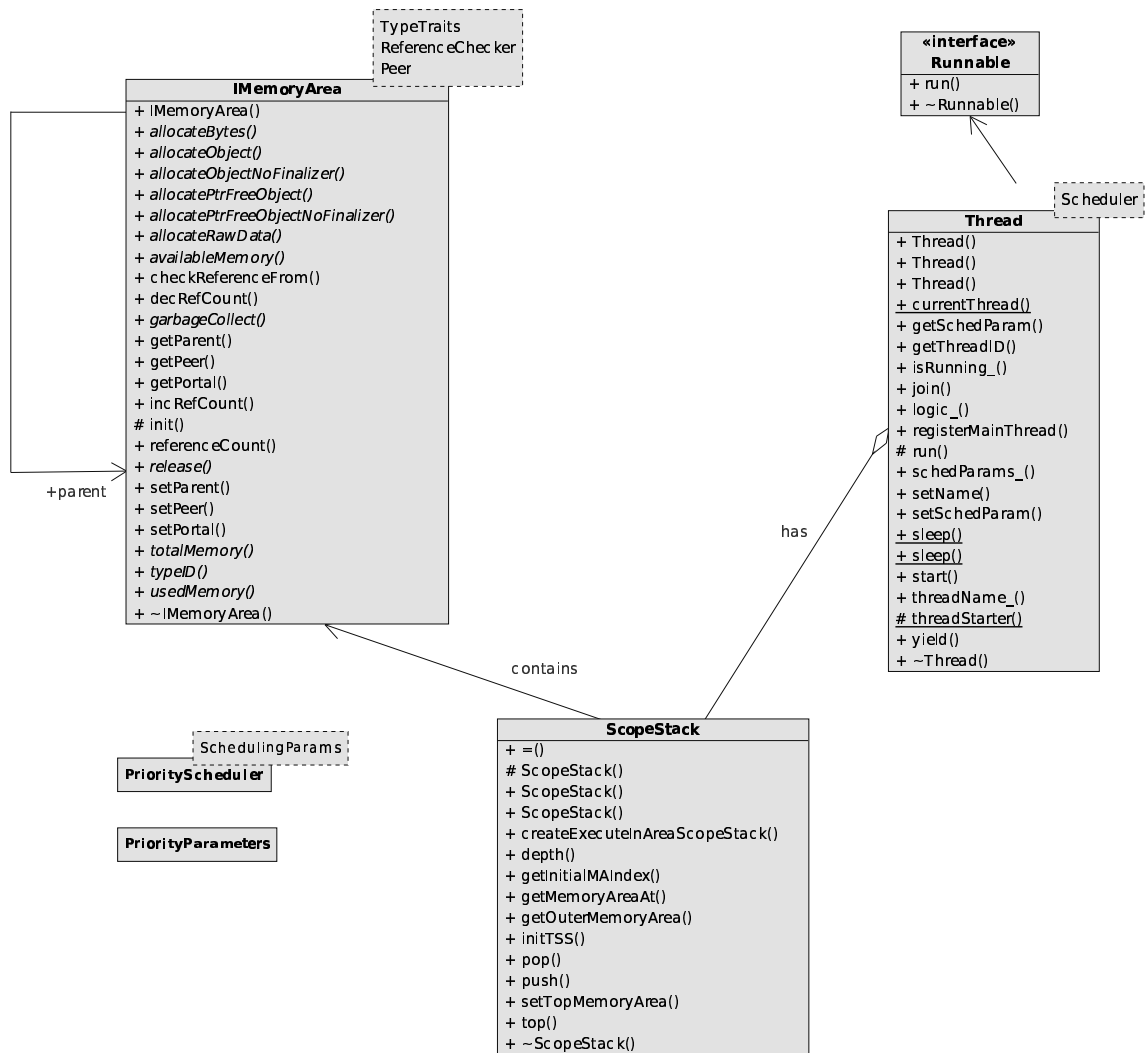 TypeTraits
ReferenceChecker
Peer
IMemoryArea
+ IMemoryArea()
+ allocateBytes()
+ allocateObject()
+ allocateObjectNoFinalizer()
+ allocatePtrFreeObject()
+ allocatePtrFreeObjectNoFinalizer()
+ allocateRawData()
+ availableMemory()
+ checkReferenceFrom()
+ decRefCount()
+ garbageCollect()
+ getParent()
+ getPeer()
+ getPortal()
+ incRefCount()
# init()
+ referenceCount()
+ release()
+ setParent()
+ setPeer()
+ setPortal()
+ totalMemory()
+ typeID()
+ usedMemory()
+ ~IMemoryArea()
+parent
«interface»
Runnable
+ run()
+ ~Runnable()
Scheduler
Thread
+ Thread()
+ Thread()
+ Thread()
+ currentThread()
+ getSchedParam()
+ getThreadID()
+ isRunning_()
+ join()
+ logic_()
+ registerMainThread()
# run()
+ schedParams_()
+ setName()
+ setSchedParam()
+ sleep()
+ sleep()
+ start()
+ threadName_()
# threadStarter()
+ yield()
+ ~Thread()
has
contains
SchedulingParams
PriorityScheduler
PriorityParameters
ScopeStack
+ =()
# ScopeStack()
+ ScopeStack()
+ ScopeStack()
+ createExecuteInAreaScopeStack()
+ depth()
+ getInitialMAIndex()
+ getMemoryAreaAt()
+ getOuterMemoryArea()
+ initTSS()
+ pop()
+ push()
+ setTopMemoryArea()
+ top()
+ ~ScopeStack()